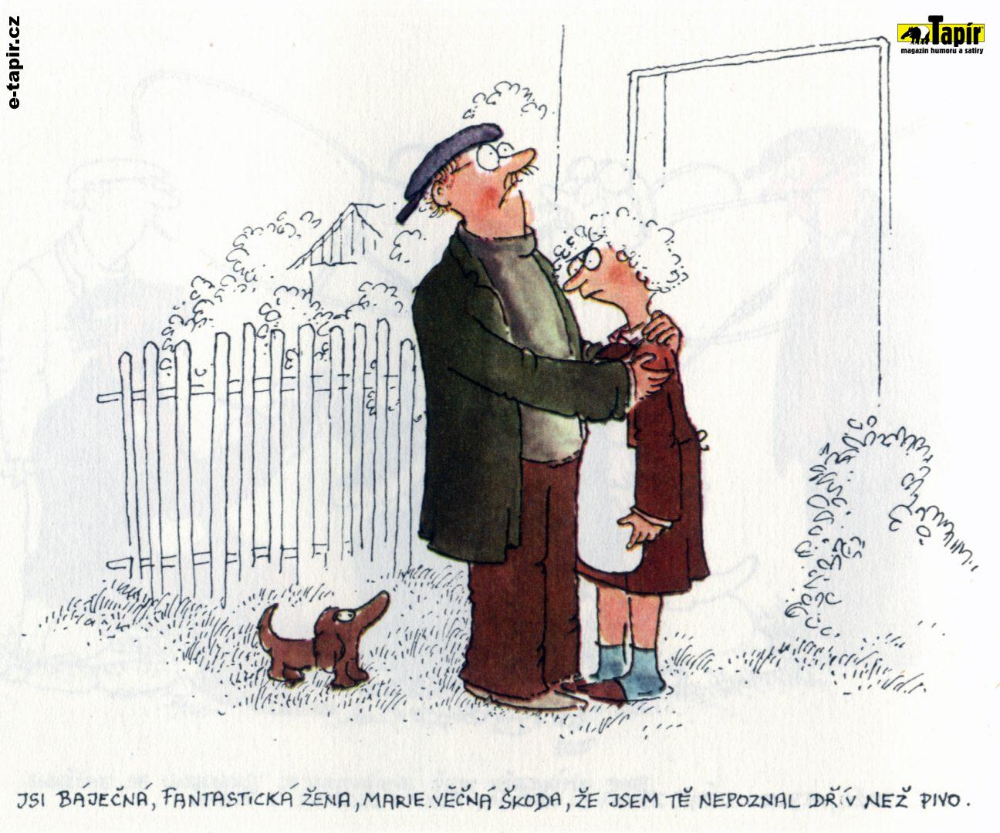 e-tapir.cz
Tapír
magazín humoru a satiry
JSI BÁJEČNÁ, FANTASTICKÁ ŽENA, MARIE. VĚČNÁ ŠKODA, ŽE JSEM TĚ NEPOZNAL DŘÍV NEŽ PIVO.